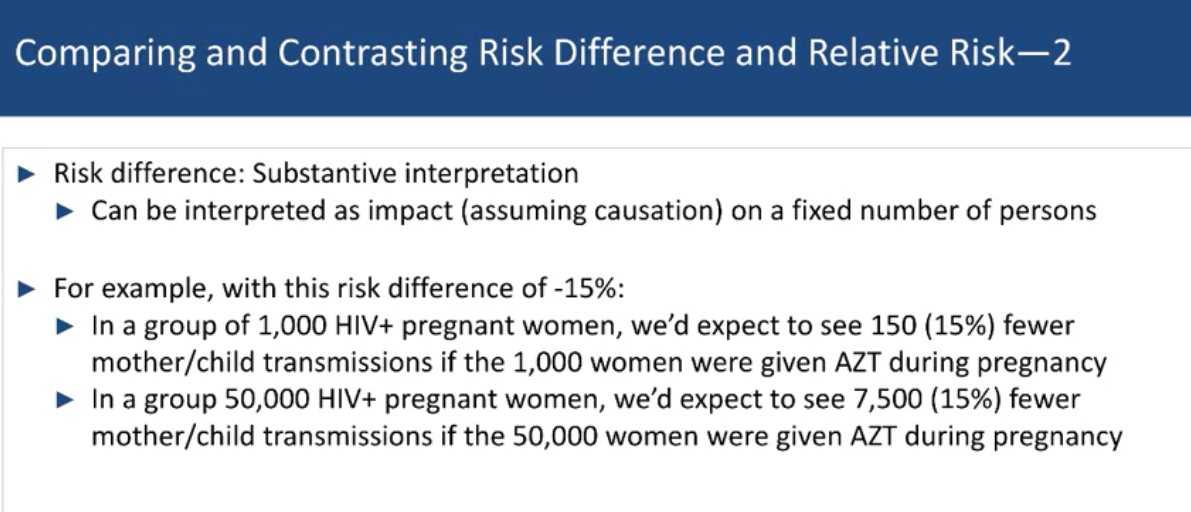 Comparing and Contrasting Risk Difference and Relative Risk—2
► Risk difference: Substantive interpretation
► Can be interpreted as impact (assuming causation) on a fixed number of persons
► For example, with this risk difference of -15%:
► In a group of 1,000 HIV+ pregnant women, we’d expect to see 150 (15%) fewer
mother/child transmissions if the 1,000 women were given AZT during pregnancy
► In a group 50,000 HIV+ pregnant women, we’d expect to see 7,500 (15%) fewer
mother/child transmissions if the 50,000 women were given AZT during pregnancy